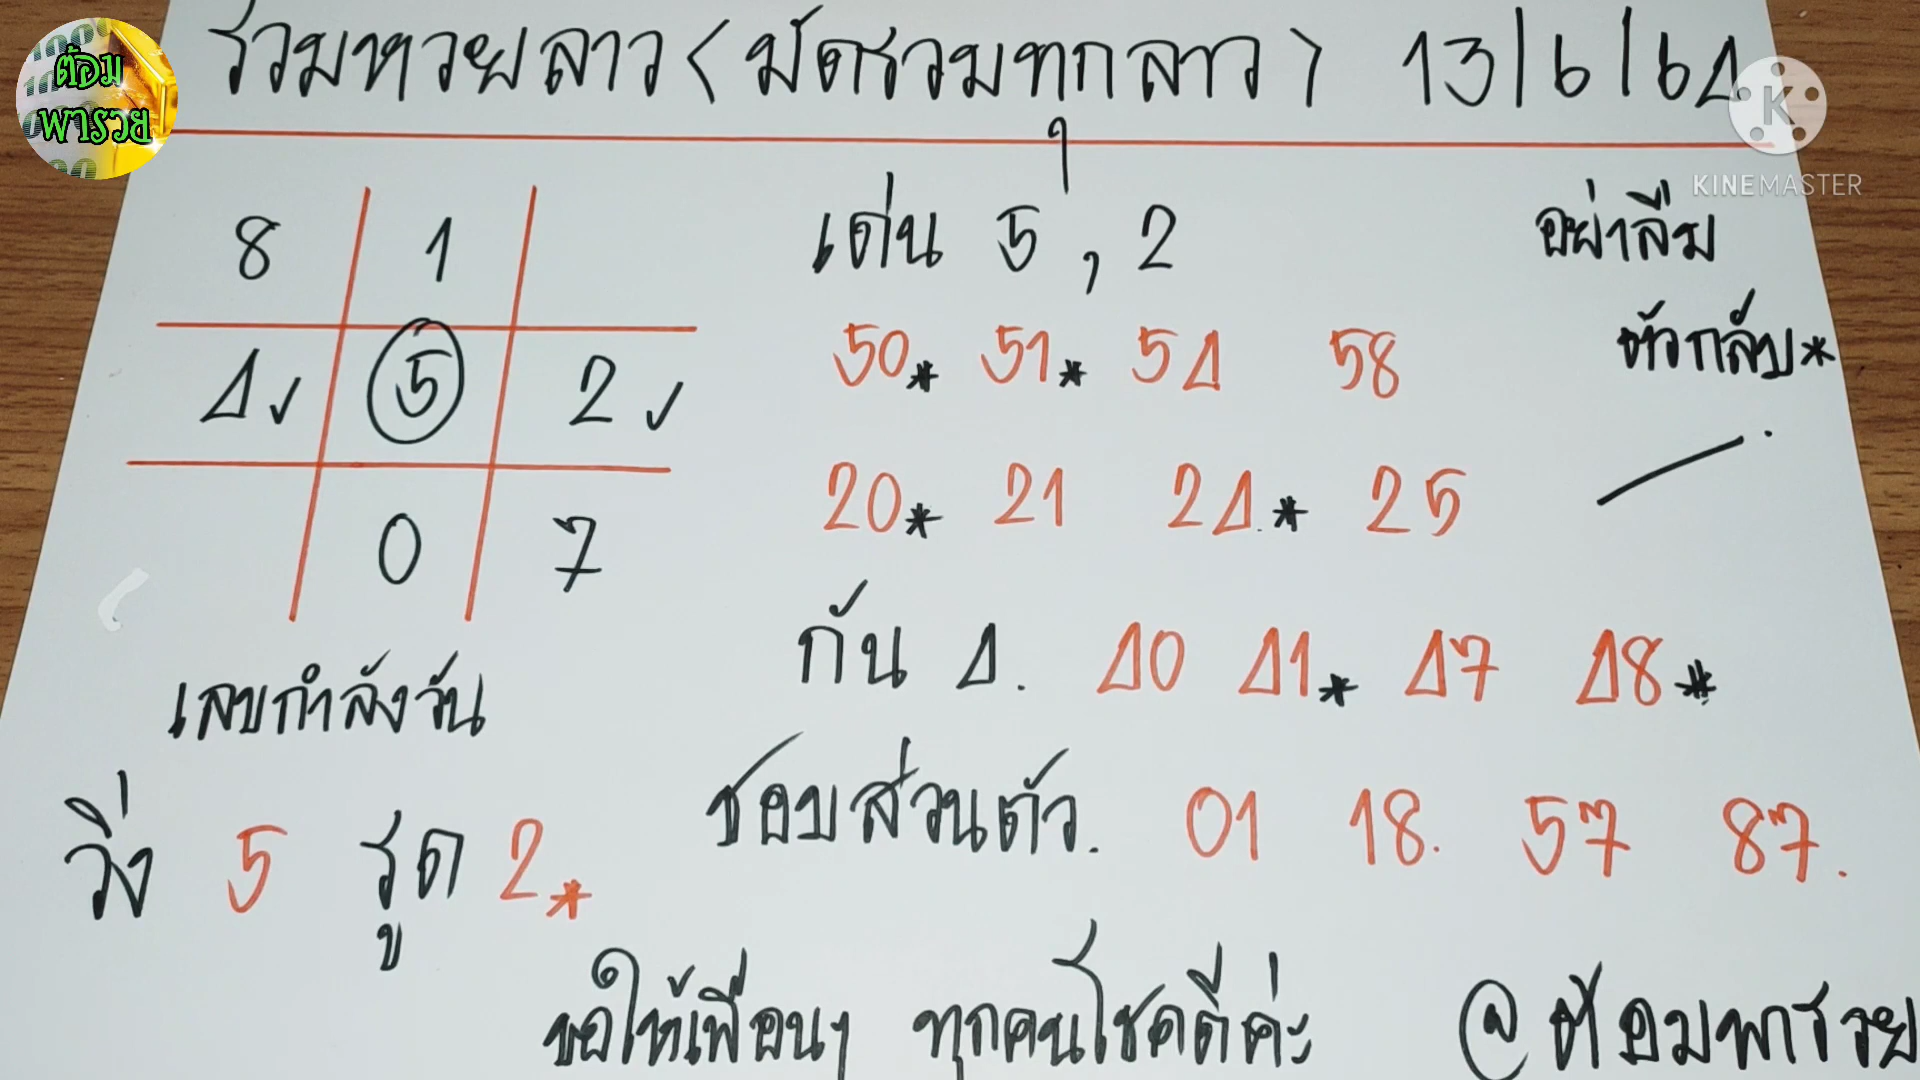 ต้อม
พารวย
รวมหวยลาว (มัดรวมทุกลาว) 13/6/64
KINEMASTER
8 1
4✓ 5 2✓
0 7
เลขกำลังวัน
วิ่ง 5 รูด 2*
เด่น 5, 2
50* 51* 54 58
20* 21 24* 25
กัน 4. 40 41* 47 48*
ชอบส่วนตัว. 01 18. 57 87.
อย่าลืม
ตัวกลับ*
ขอให้เพื่อนๆ ทุกคนโชคดีค่ะ @ต้อมพารวย